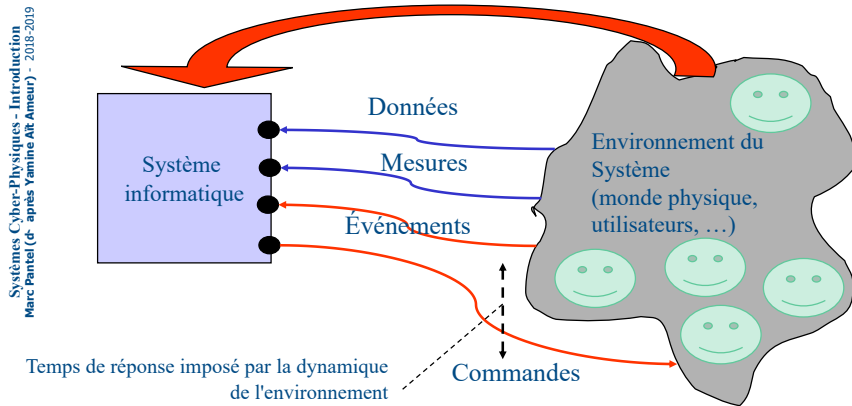 Systèmes Cyber-Physiques - Introduction
Marc Pantel (d' après Yamine Aït Ameur) - 2018-2019
Système
informatique
Données
Mesures
Événements
Commandes
Environnement du
Système
(monde physique,
utilisateurs, …)
Temps de réponse imposé par la dynamique
de l'environnement